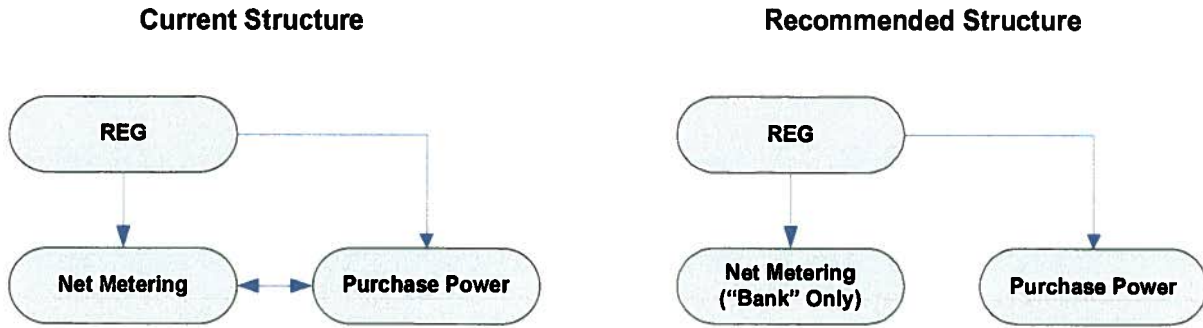 Current Structure
REG
Net Metering
Purchase Power
Recommended Structure
REG
Net Metering
(“Bank” Only)
Purchase Power